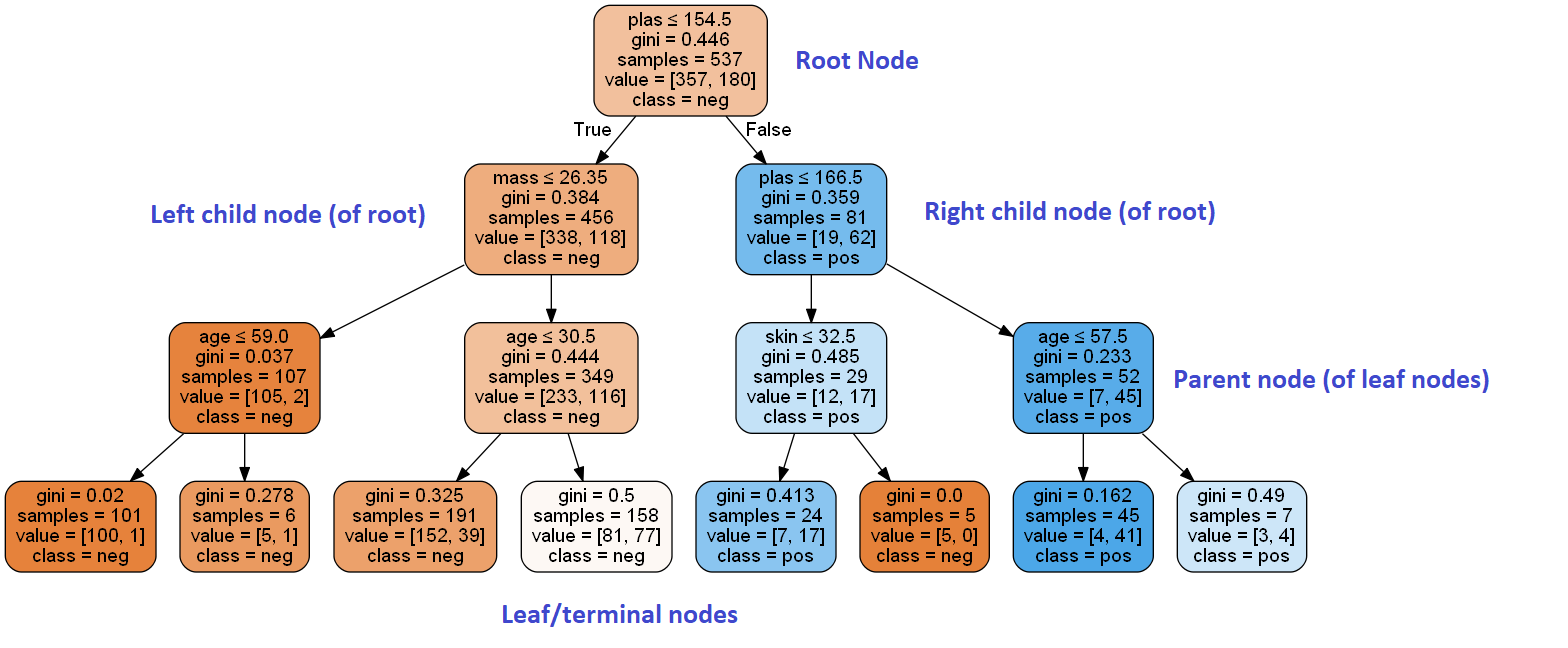 plas ≤ 154.5
gini = 0.446
samples = 537
value = [357, 180]
class = neg
Root Node
True
False
mass ≤ 26.35
gini = 0.384
samples = 456
value = [338, 118]
class = neg
plas ≤ 166.5
gini = 0.359
samples = 81
value = [19, 62]
class = pos
Left child node (of root)
Right child node (of root)
age ≤ 59.0
gini = 0.037
samples = 107
value = [105, 2]
class = neg
age ≤ 30.5
gini = 0.444
samples = 349
value = [233, 116]
class = neg
skin ≤ 32.5
gini = 0.485
samples = 29
value = [12, 17]
class = pos
age ≤ 57.5
gini = 0.233
samples = 52
value = [7, 45]
class = pos
Parent node (of leaf nodes)
gini = 0.02
samples = 101
value = [100, 1]
class = neg
gini = 0.278
samples = 6
value = [5, 1]
class = neg
gini = 0.325
samples = 191
value = [152, 39]
class = neg
gini = 0.5
samples = 158
value = [81, 77]
class = neg
gini = 0.413
samples = 24
value = [7, 17]
class = pos
gini = 0.0
samples = 5
value = [5, 0]
class = neg
gini = 0.162
samples = 45
value = [4, 41]
class = pos
gini = 0.49
samples = 7
value = [3, 4]
class = pos
Leaf/terminal nodes